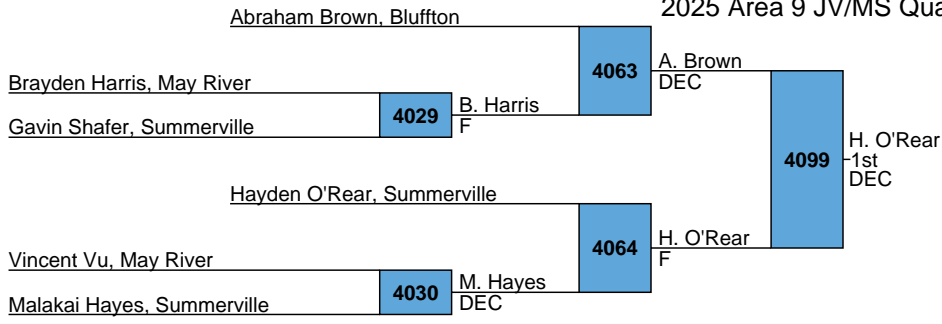 2025 Area 9 JV/MS Qua
Abraham Brown, Bluffton
4063
A. Brown
DEC
Brayden Harris, May River
4029
B. Harris
F
Gavin Shafer, Summerville
4099
H. O'Rear
1st
DEC
Hayden O'Rear, Summerville
4064
H. O'Rear
F
Vincent Vu, May River
4030
M. Hayes
DEC
Malakai Hayes, Summerville